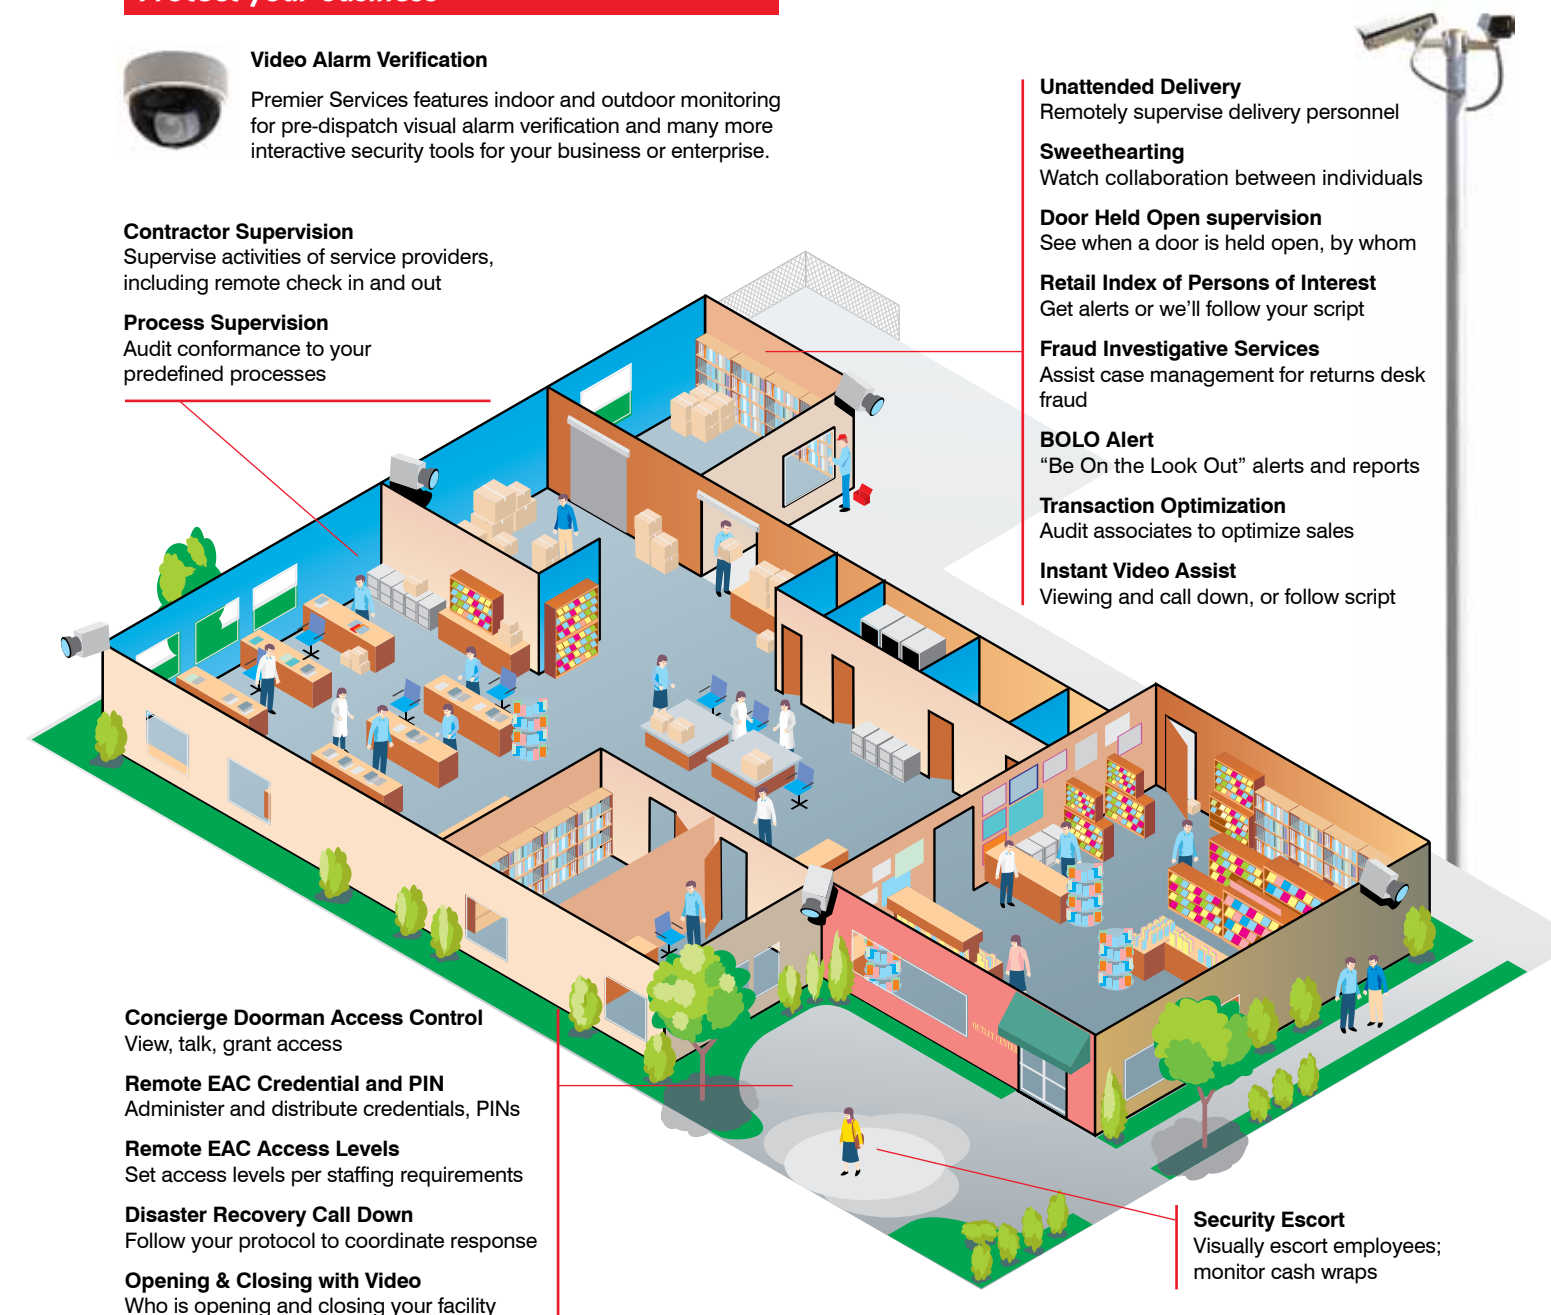 Protect your business
Video Alarm Verification
Premier Services features indoor and outdoor monitoring
for pre-dispatch visual alarm verification and many more
interactive security tools for your business or enterprise.
Contractor Supervision
Supervise activities of service providers,
including remote check in and out
Process Supervision
Audit conformance to your
predefined processes
Unattended Delivery
Remotely supervise delivery personnel
Sweethearting
Watch collaboration between individuals
Door Held Open supervision
See when a door is held open, by whom
Retail Index of Persons of Interest
Get alerts or we’ll follow your script
Fraud Investigative Services
Assist case management for returns desk
fraud
BOLO Alert
“Be On the Look Out” alerts and reports
Transaction Optimization
Audit associates to optimize sales
Instant Video Assist
Viewing and call down, or follow script
OUTLET CENTER
Concierge Doorman Access Control
View, talk, grant access
Remote EAC Credential and PIN
Administer and distribute credentials, PINs
Remote EAC Access Levels
Set access levels per staffing requirements
Disaster Recovery Call Down
Follow your protocol to coordinate response
Opening & Closing with Video
Who is opening and closing your facility
Security Escort
Visually escort employees;
monitor cash wraps